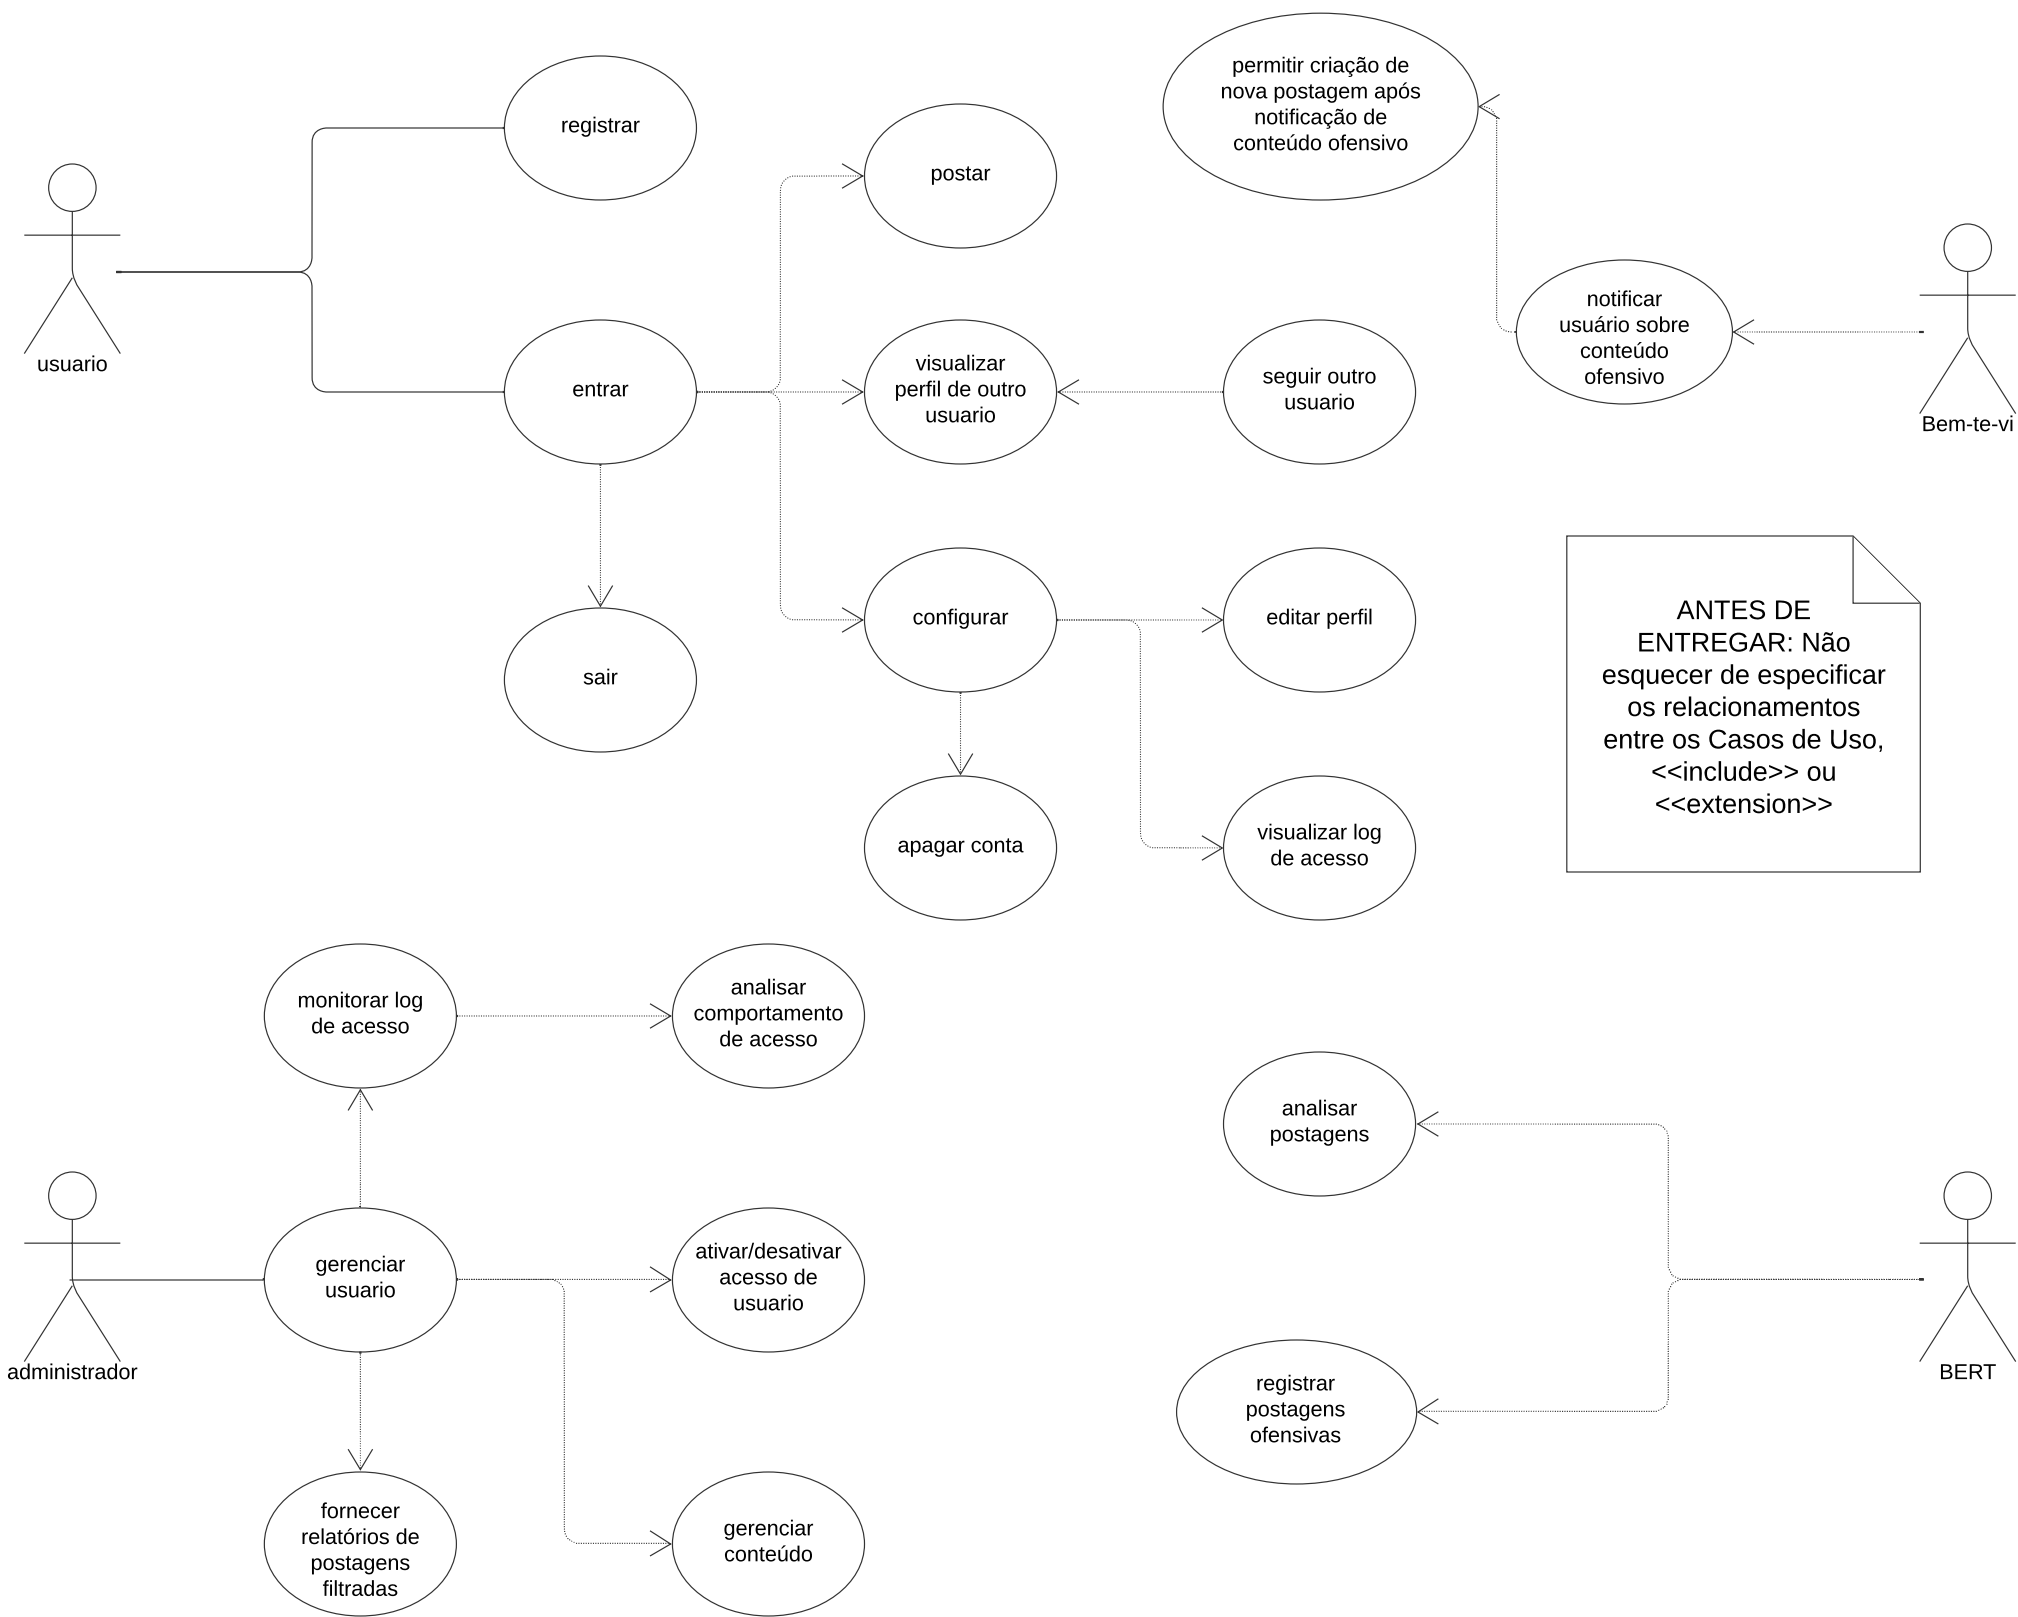 permitir criação de
nova postagem após
notificação de
conteúdo ofensivo
registrar
postar
usuario
entrar
visualizar
perfil de outro
usuario
seguir outro
usuario
notificar
usuário sobre
conteúdo
ofensivo
Bem-te-vi
sair
configurar
editar perfil
ANTES DE
ENTREGAR: Não
esquecer de especificar
os relacionamentos
entre os Casos de Uso,
<<include>> ou
<<extension>>
apagar conta
visualizar log
de acesso
monitorar log
de acesso
analisar
comportamento
de acesso
analisar
postagens
administrador
gerenciar
usuario
ativar/desativar
acesso de
usuario
BERT
registrar
postagens
ofensivas
fornecer
relatórios de
postagens
filtradas
gerenciar
conteúdo